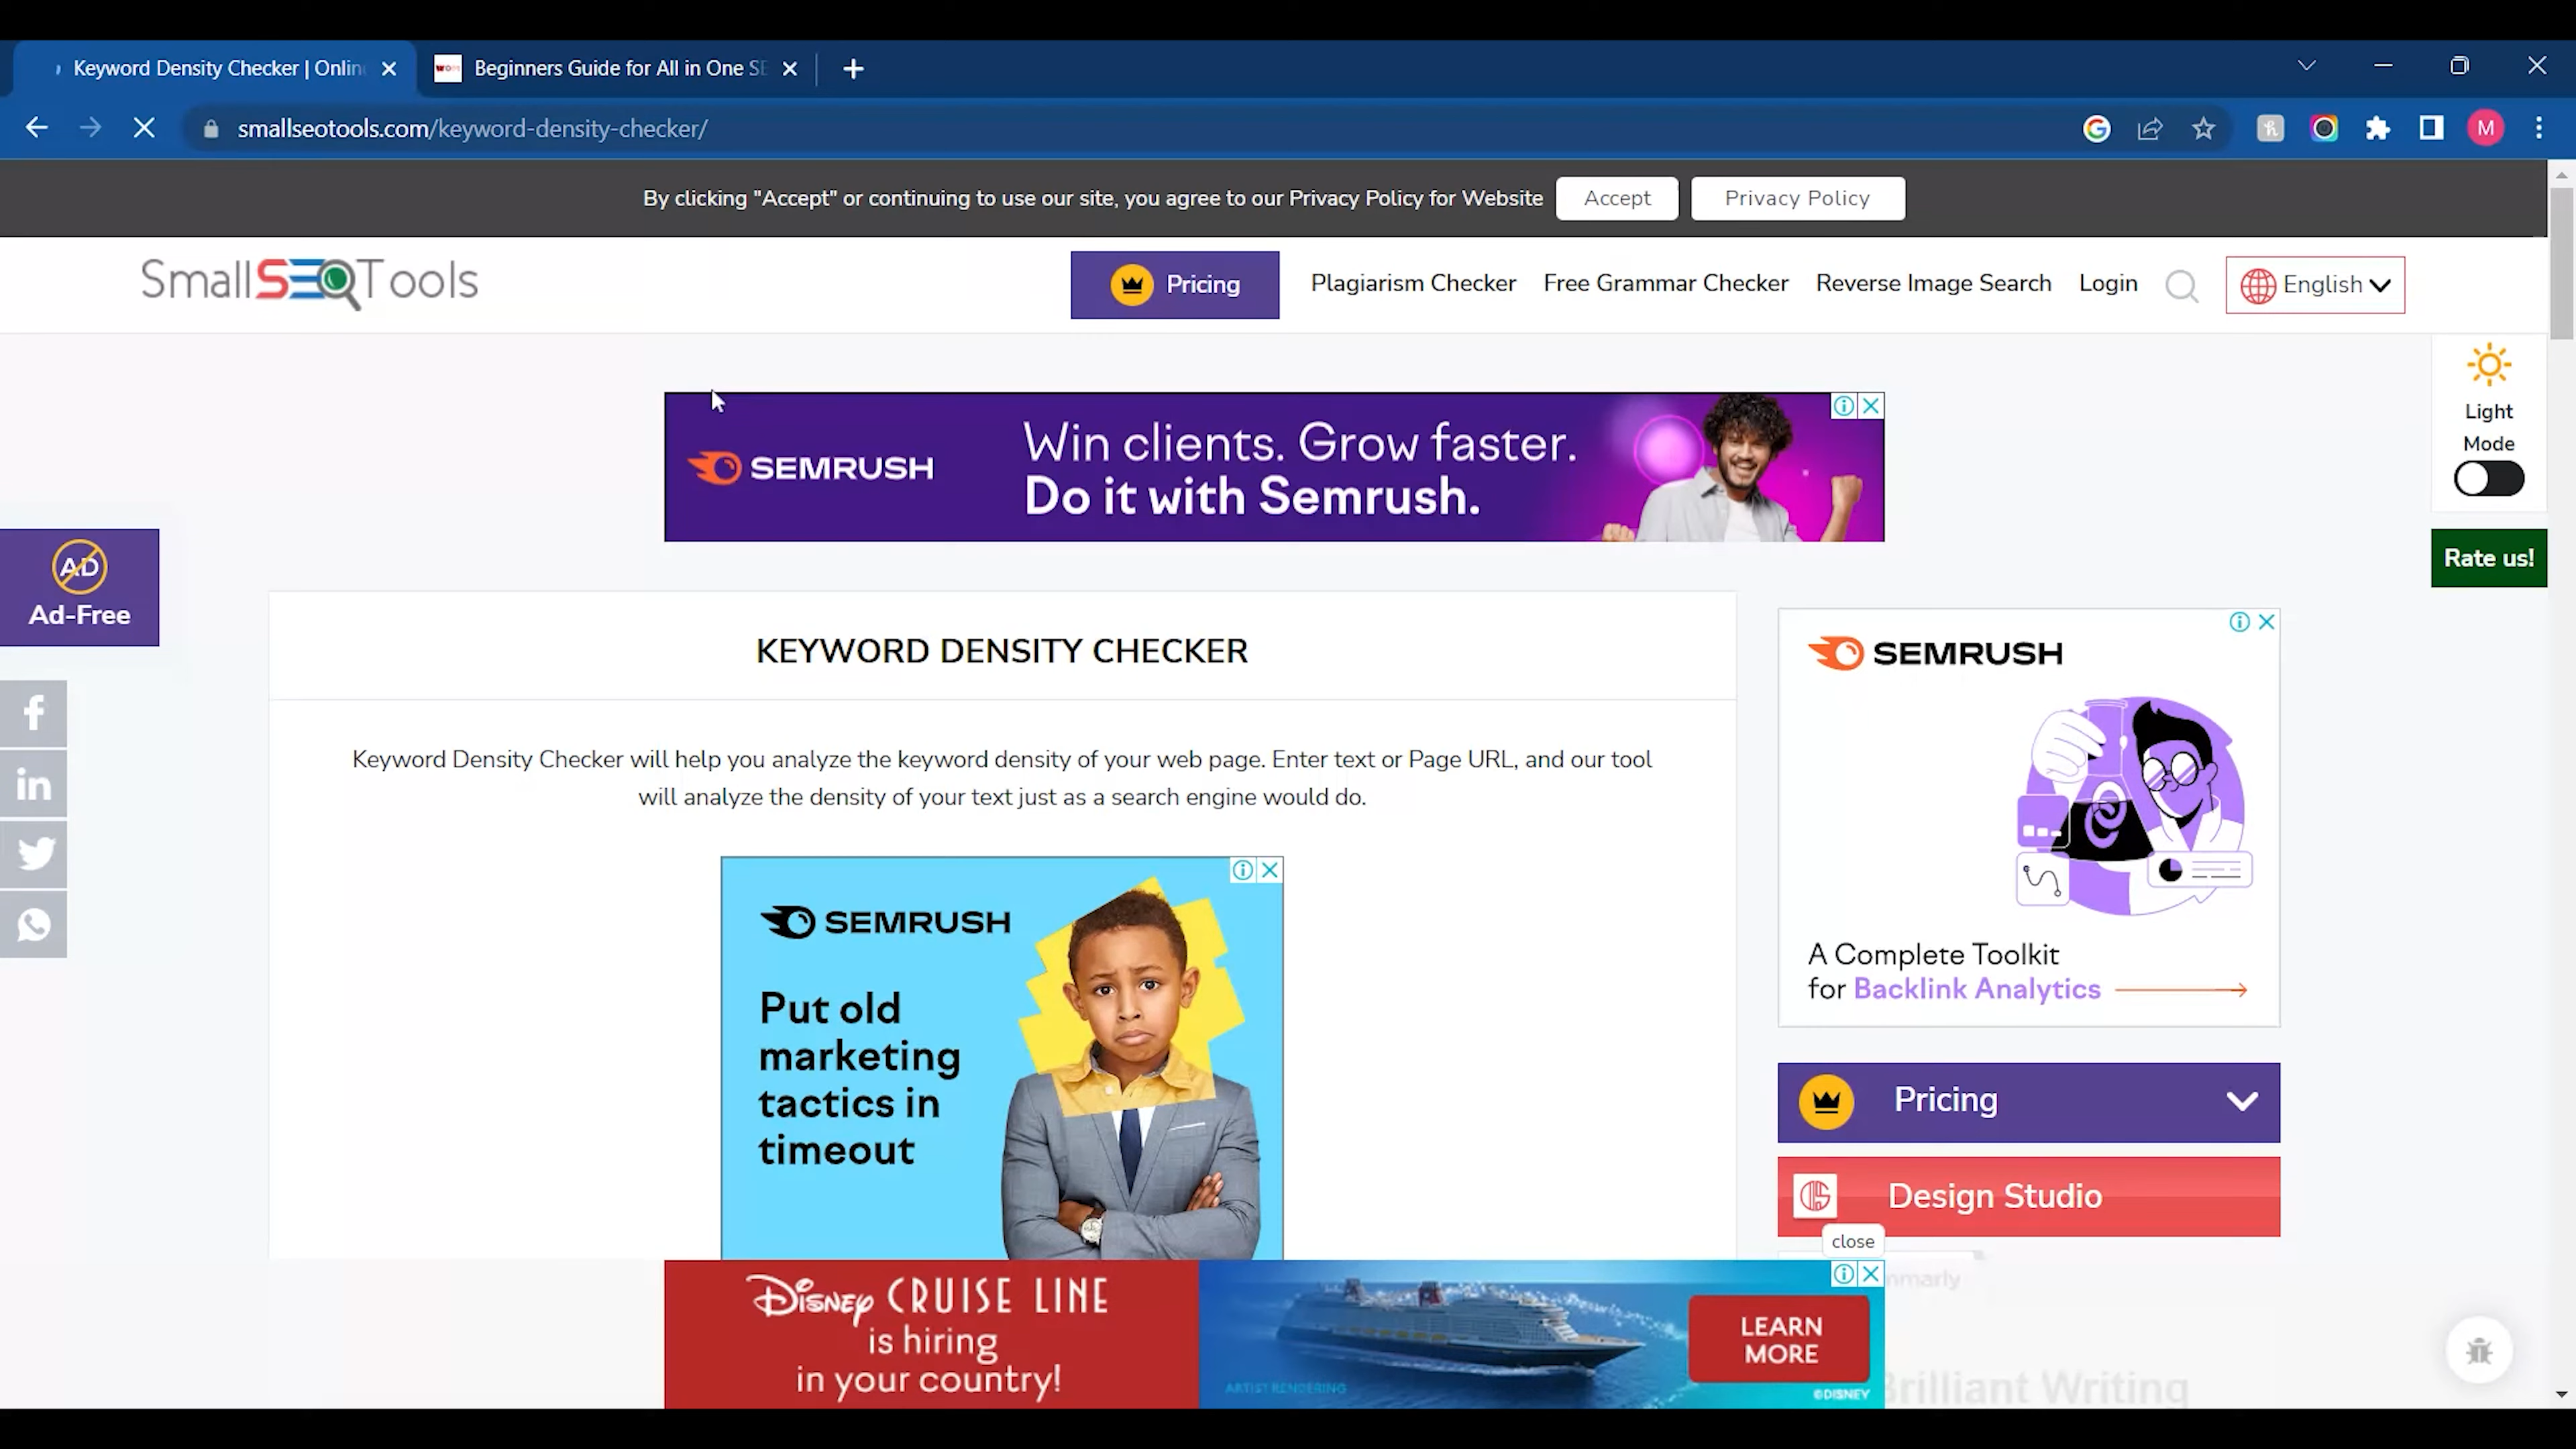 Keyword Density Checker | Onlin
Beginners Guide for All in One SE
smallseotools.com/keyword-density-checker/
M
By clicking "Accept" or continuing to use our site, you agree to our Privacy Policy for Website
Accept
Privacy Policy
SmallSEOTools
Pricing
Plagiarism Checker
Free Grammar Checker
Reverse Image Search
Login
English
Light
Mode
SEMRUSH
Win clients. Grow faster.
Do it with Semrush.
AD
Ad-Free
Rate us!
KEYWORD DENSITY CHECKER
Keyword Density Checker will help you analyze the keyword density of your web page. Enter text or Page URL, and our tool
will analyze the density of your text just as a search engine would do.
SEMRUSH
Put old
marketing
tactics in
timeout
SEMRUSH
A Complete Toolkit
for Backlink Analytics
Pricing
Design Studio
close
Disney CRUISE LINE
is hiring
in your country!
ARTIST RENDERING
LEARN
MORE
©DISNEY
Brilliant Writing